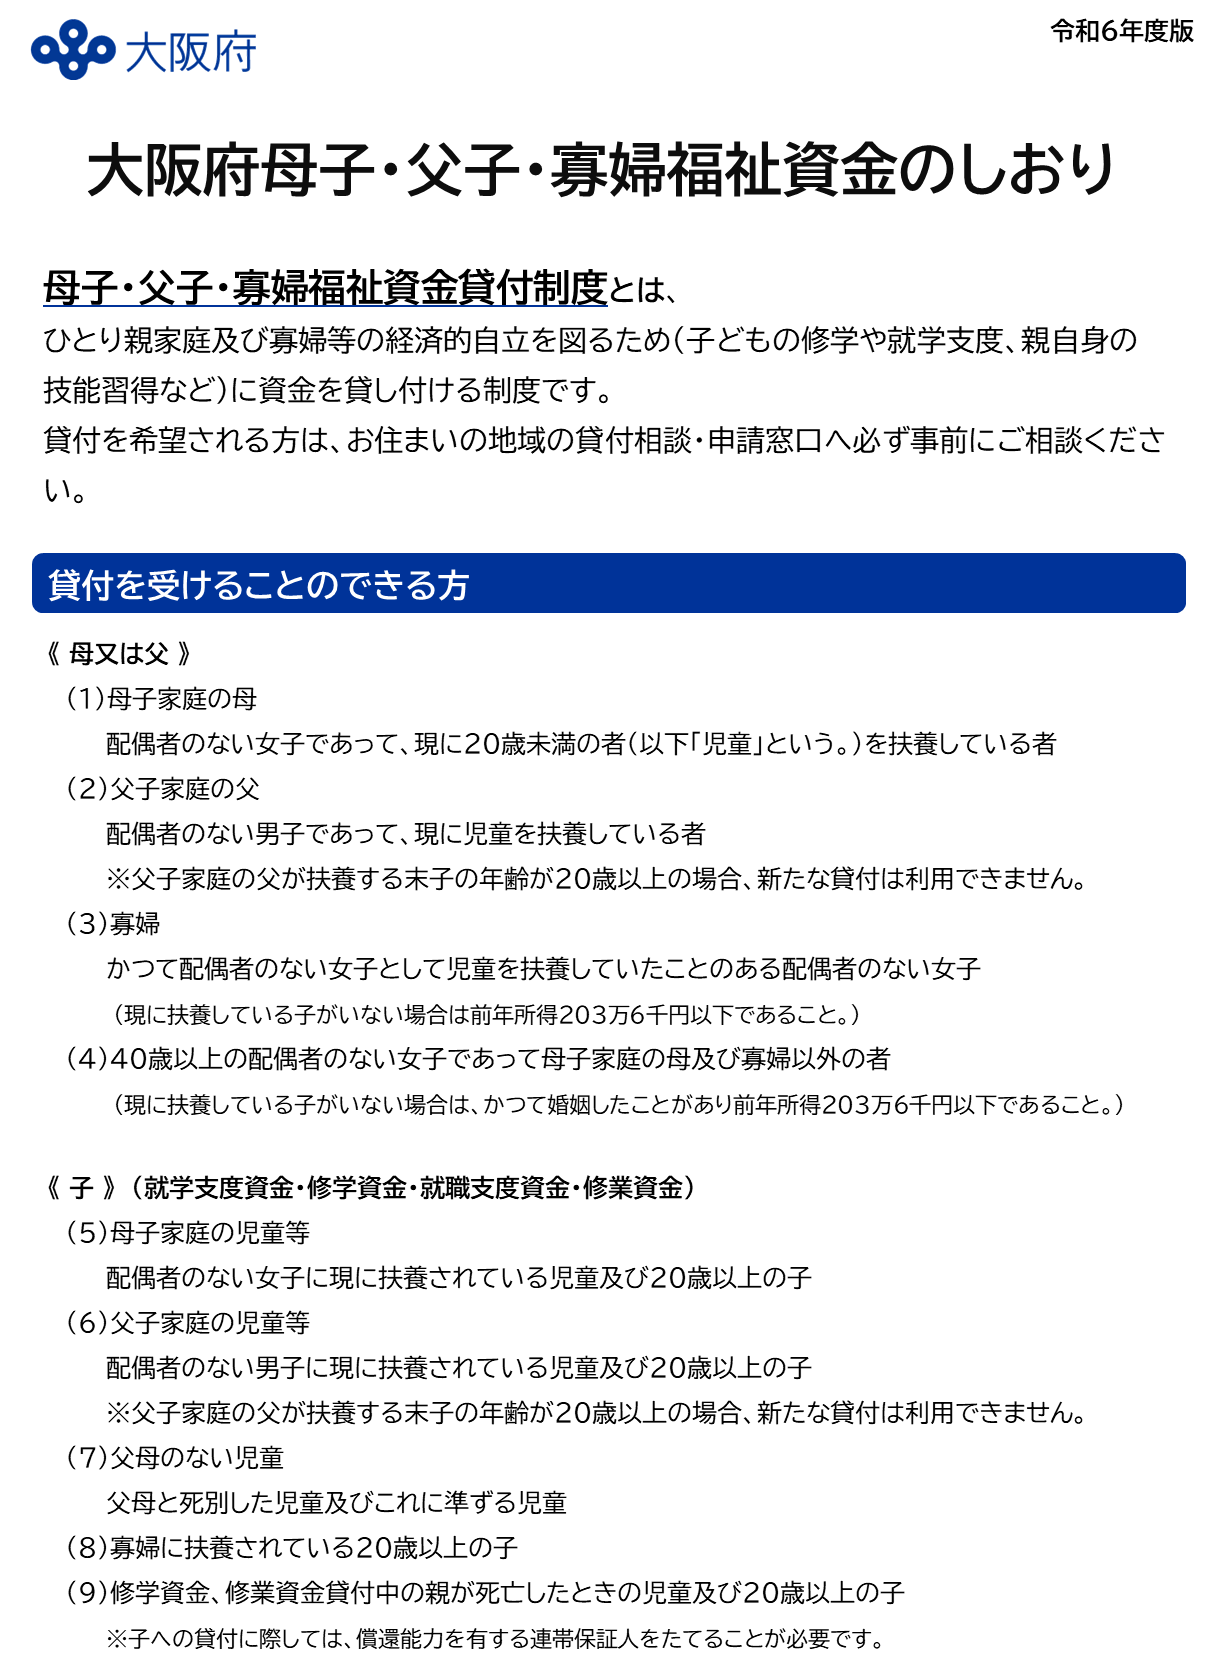 大阪府
令和6年度版
大阪府母子・父子・寡婦福祉資金のしおり
母子・父子・寡婦福祉資金貸付制度とは、
ひとり親家庭及び寡婦等の経済的自立を図るため（子どもの修学や就学支度、親自身の
技能習得など）に資金を貸し付ける制度です。
貸付を希望される方は、お住まいの地域の貸付相談・申請窓口へ必ず事前にご相談くださ
い。
貸付を受けることのできる方
《 母又は父 》
（１）母子家庭の母
配偶者のない女子であって、現に２０歳未満の者（以下「児童」という。）を扶養している者
（２）父子家庭の父
配偶者のない男子であって、現に児童を扶養している者
※父子家庭の父が扶養する末子の年齢が２０歳以上の場合、新たな貸付は利用できません。
（３）寡婦
かつて配偶者のない女子として児童を扶養していたことのある配偶者のない女子
（現に扶養している子がいない場合は前年所得２０３万６千円以下であること。）
（４）４０歳以上の配偶者のない女子であって母子家庭の母及び寡婦以外の者
（現に扶養している子がいない場合は、かつて婚姻したことがあり前年所得２０３万６千円以下であること。）
《 子 》（就学支度資金・修学資金・就職支度資金・修業資金）
（５）母子家庭の児童等
配偶者のない女子に現に扶養されている児童及び２０歳以上の子
（６）父子家庭の児童等
配偶者のない男子に現に扶養されている児童及び２０歳以上の子
※父子家庭の父が扶養する末子の年齢が２０歳以上の場合、新たな貸付は利用できません。
（７）父母のない児童
父母と死別した児童及びこれに準ずる児童
（８）寡婦に扶養されている２０歳以上の子
（９）修学資金、修業資金貸付中の親が死亡したときの児童及び２０歳以上の子
※子への貸付に際しては、償還能力を有する連帯保証人をたてることが必要です。